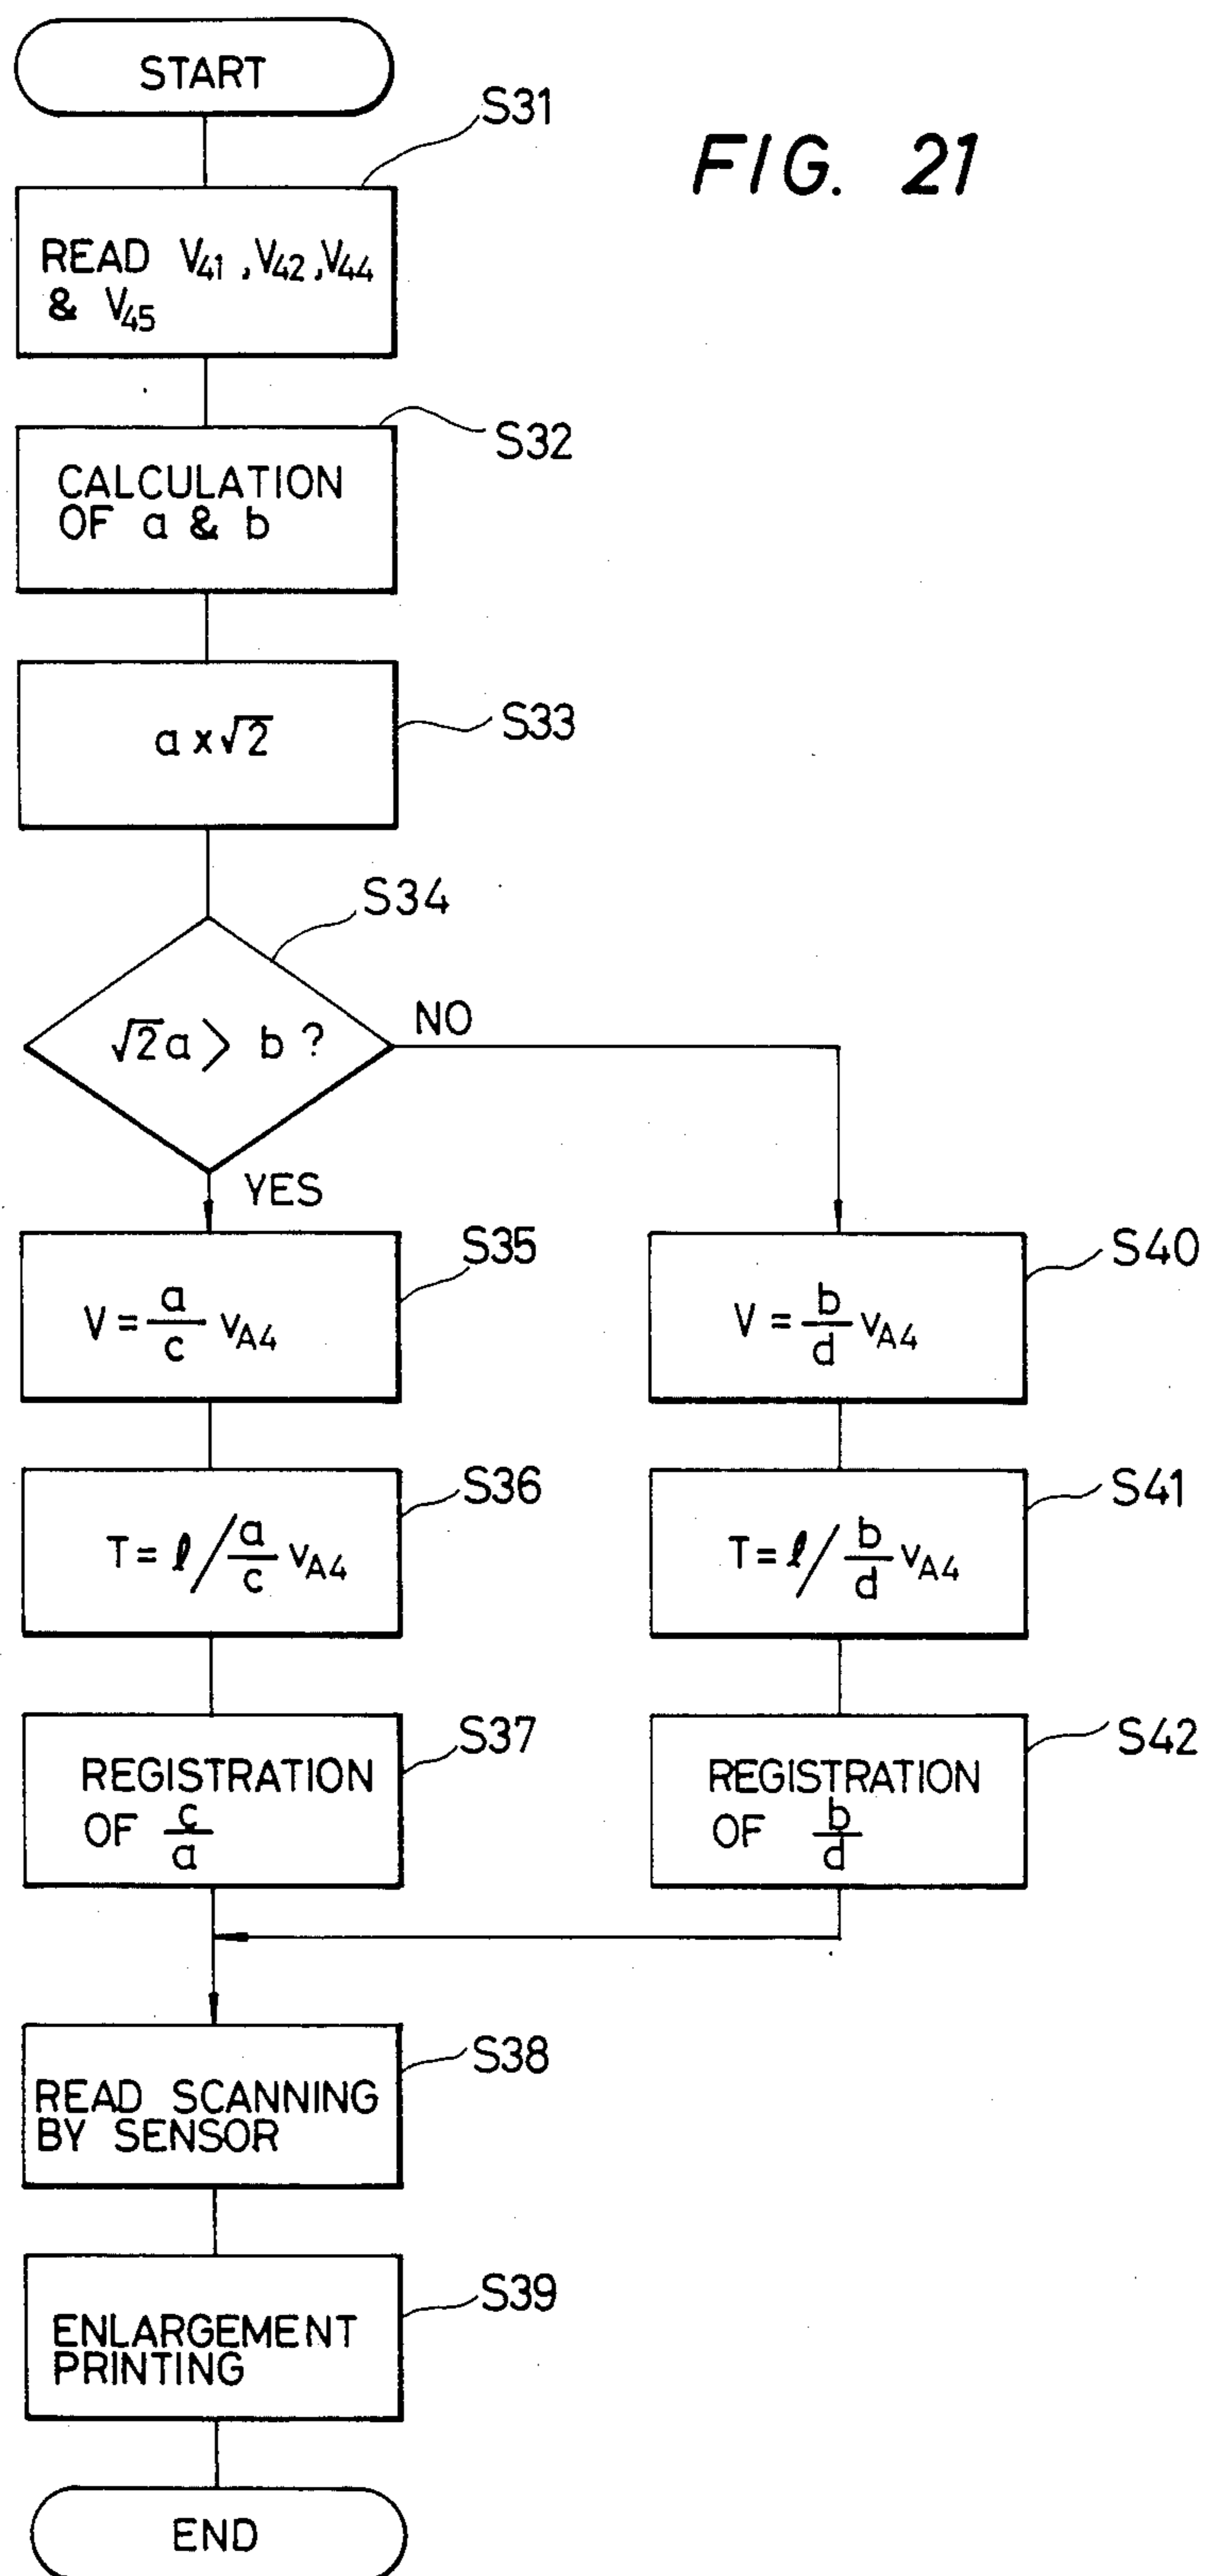 START
S31
FIG. 21
READ V41, V42, V44
& V45
S32
CALCULATION
OF a & b
S33
a x √2
S34
√2a > b ?
NO
YES
S35
V = a/c vA4
S40
V = b/d vA4
S36
T = ℓ / a/c vA4
S41
T = ℓ / b/d vA4
S37
REGISTRATION
OF c/a
S42
REGISTRATION
OF b/d
S38
READ SCANNING
BY SENSOR
S39
ENLARGEMENT
PRINTING
END